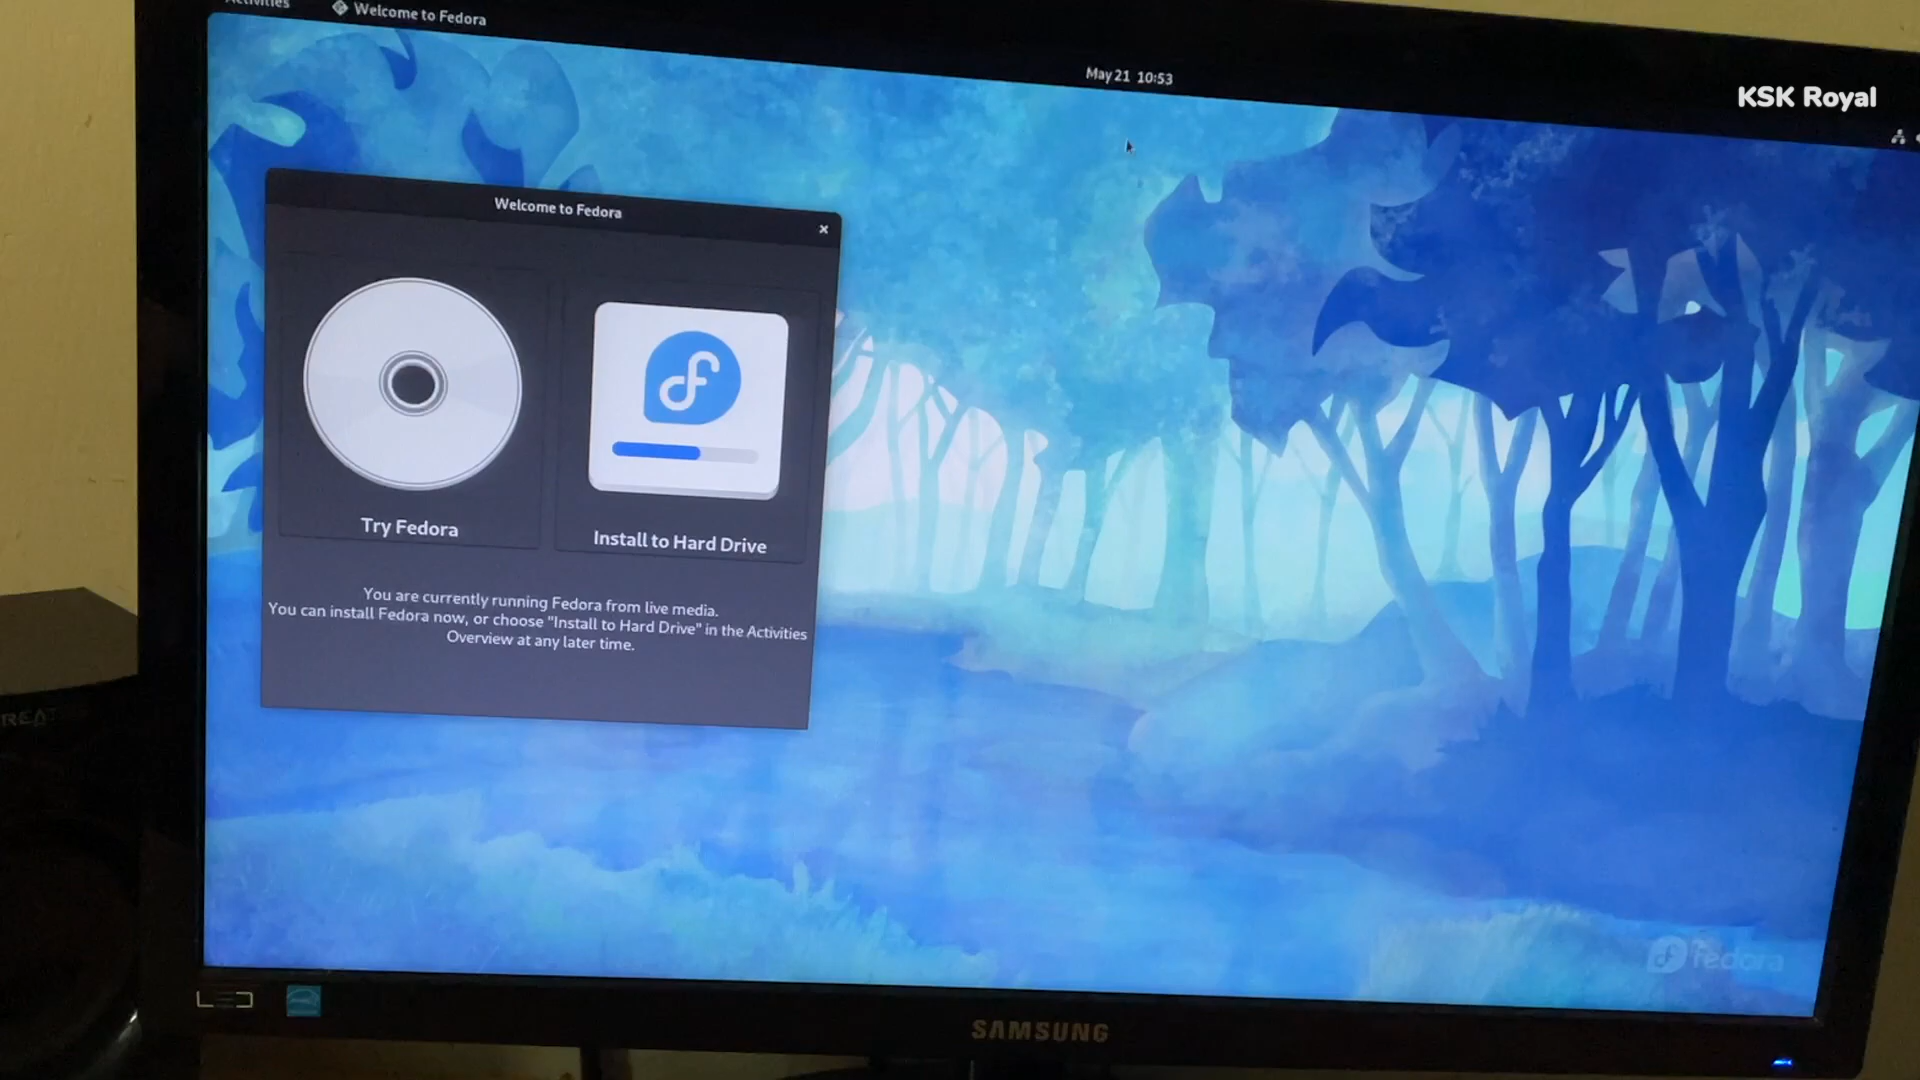 Activities
Welcome to Fedora
May 21 10:53
KSK Royal
Welcome to Fedora
Try Fedora
Install to Hard Drive
You are currently running Fedora from live media.
You can install Fedora now, or choose "Install to Hard Drive" in the Activities
Overview at any later time.
fedora
LED
SAMSUNG